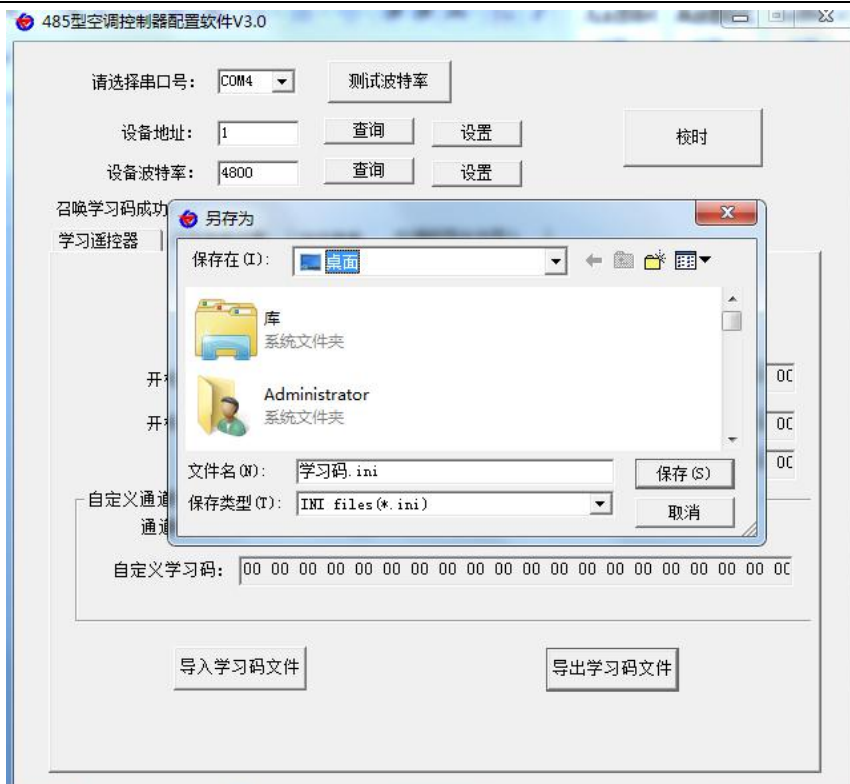 485型空调控制器配置软件V3.0
请选择串口号： COM4 测试波特率
设备地址： 1 查询 设置 校时
设备波特率： 4800 查询 设置
召唤学习码成功
学习遥控器
另存为
保存在(I)： 桌面
库
系统文件夹
Administrator
系统文件夹
文件名(N)： 学习码.ini 保存(S)
保存类型(T)： INI files(*.ini) 取消
自定义通道
自定义学习码： 00 00 00 00 00 00 00 00 00 00 00 00 00 00 00 00 00 00 00
导入学习码文件 导出学习码文件